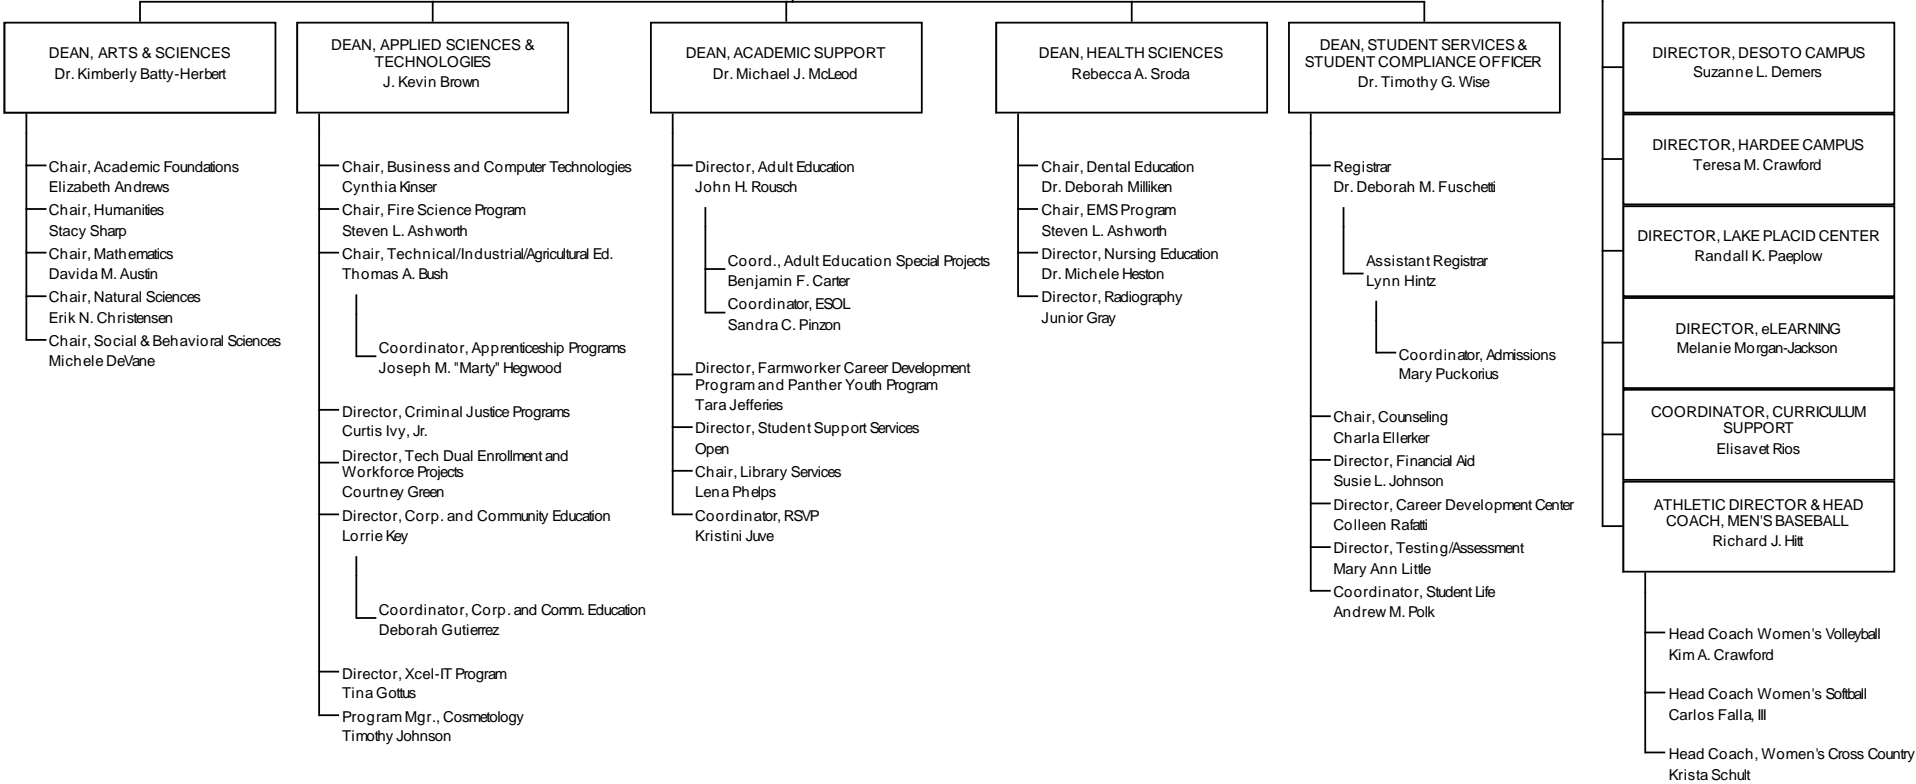 DEAN, ARTS & SCIENCES
Dr. Kimberly Batty-Herbert
Chair, Academic Foundations
Elizabeth Andrews
Chair, Humanities
Stacy Sharp
Chair, Mathematics
Davida M. Austin
Chair, Natural Sciences
Erik N. Christensen
Chair, Social & Behavioral Sciences
Michele DeVane
DEAN, APPLIED SCIENCES &
TECHNOLOGIES
J. Kevin Brown
Chair, Business and Computer Technologies
Cynthia Kinser
Chair, Fire Science Program
Steven L. Ashworth
Chair, Technical/Industrial/Agricultural Ed.
Thomas A. Bush
Coordinator, Apprenticeship Programs
Joseph M. "Marty" Hegwood
Director, Criminal Justice Programs
Curtis Ivy, Jr.
Director, Tech Dual Enrollment and
Workforce Projects
Courtney Green
Director, Corp. and Community Education
Lorrie Key
Coordinator, Corp. and Comm. Education
Deborah Gutierrez
Director, Xcel-IT Program
Tina Gottus
Program Mgr., Cosmetology
Timothy Johnson
DEAN, ACADEMIC SUPPORT
Dr. Michael J. McLeod
Director, Adult Education
John H. Rousch
Coord., Adult Education Special Projects
Benjamin F. Carter
Coordinator, ESOL
Sandra C. Pinzon
Director, Farmworker Career Development
Program and Panther Youth Program
Tara Jefferies
Director, Student Support Services
Open
Chair, Library Services
Lena Phelps
Coordinator, RSVP
Kristini Juve
DEAN, HEALTH SCIENCES
Rebecca A. Sroda
Chair, Dental Education
Dr. Deborah Milliken
Chair, EMS Program
Steven L. Ashworth
Director, Nursing Education
Dr. Michele Heston
Director, Radiography
Junior Gray
DEAN, STUDENT SERVICES &
STUDENT COMPLIANCE OFFICER
Dr. Timothy G. Wise
Registrar
Dr. Deborah M. Fuschetti
Assistant Registrar
Lynn Hintz
Coordinator, Admissions
Mary Puckorius
Chair, Counseling
Charla Ellerker
Director, Financial Aid
Susie L. Johnson
Director, Career Development Center
Colleen Rafatti
Director, Testing/Assessment
Mary Ann Little
Coordinator, Student Life
Andrew M. Polk
DIRECTOR, DESOTO CAMPUS
Suzanne L. Demers
DIRECTOR, HARDEE CAMPUS
Teresa M. Crawford
DIRECTOR, LAKE PLACID CENTER
Randall K. Paeplow
DIRECTOR, eLEARNING
Melanie Morgan-Jackson
COORDINATOR, CURRICULUM
SUPPORT
Elisavet Rios
ATHLETIC DIRECTOR & HEAD
COACH, MEN'S BASEBALL
Richard J. Hitt
Head Coach Women's Volleyball
Kim A. Crawford
Head Coach Women's Softball
Carlos Falla, III
Head Coach, Women's Cross Country
Krista Schult